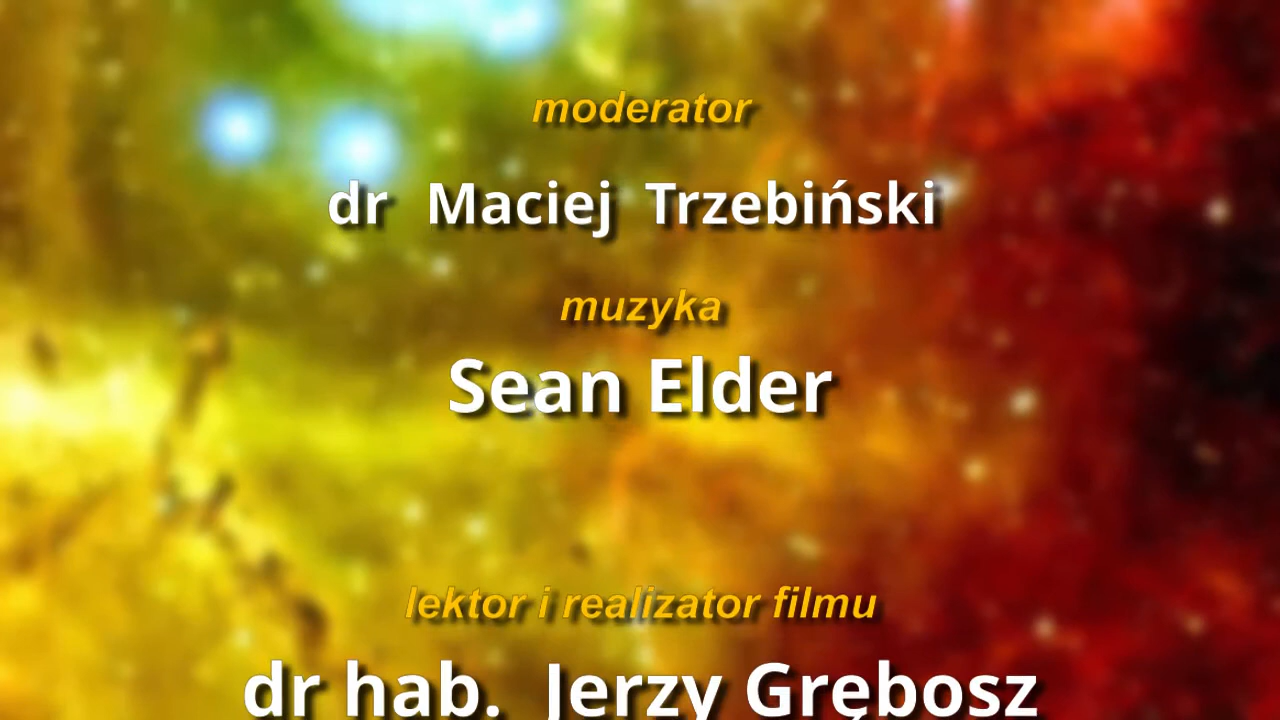 moderator
dr Maciej Trzebiński
muzyka
Sean Elder
lektor i realizator filmu
dr hab. Jerzy Grębosz